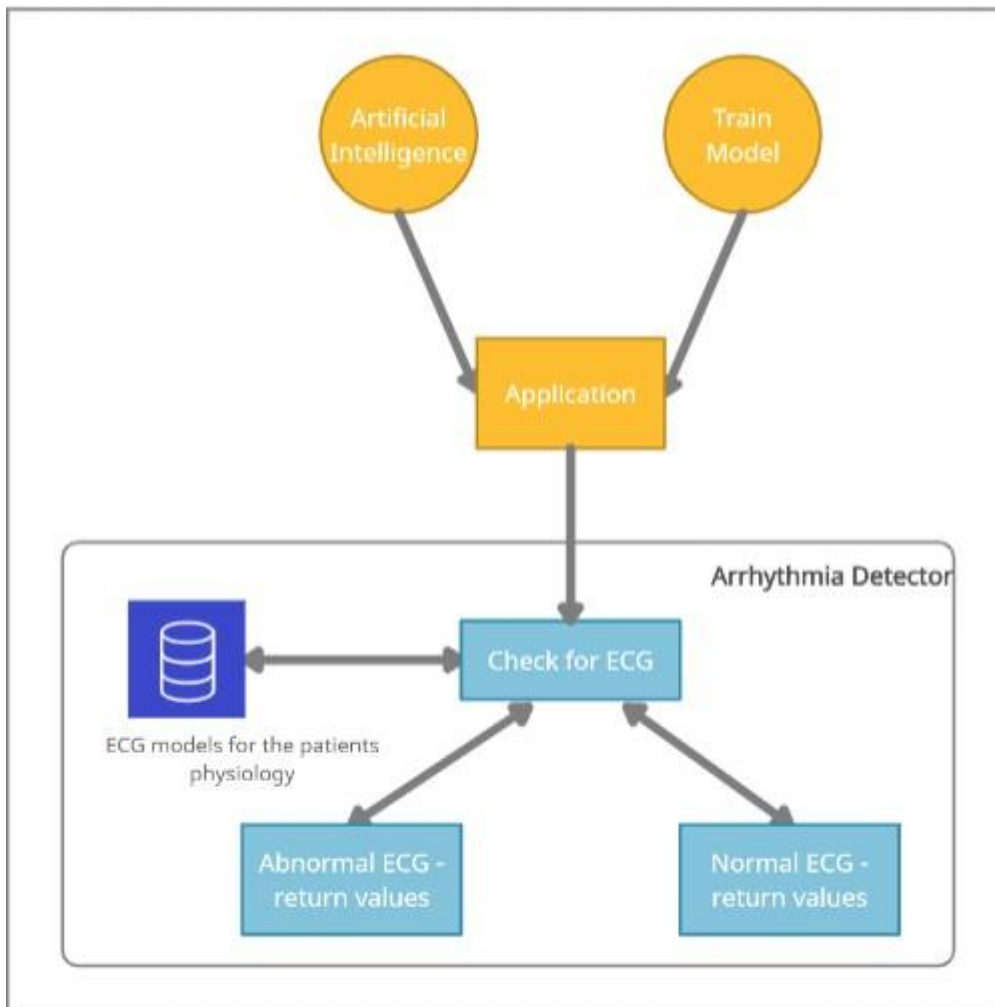 Artificial
Intelligence
Train
Model
Application
Arrhythmia Detector
Check for ECG
ECG models for the patients
physiology
Abnormal ECG -
return values
Normal ECG -
return values